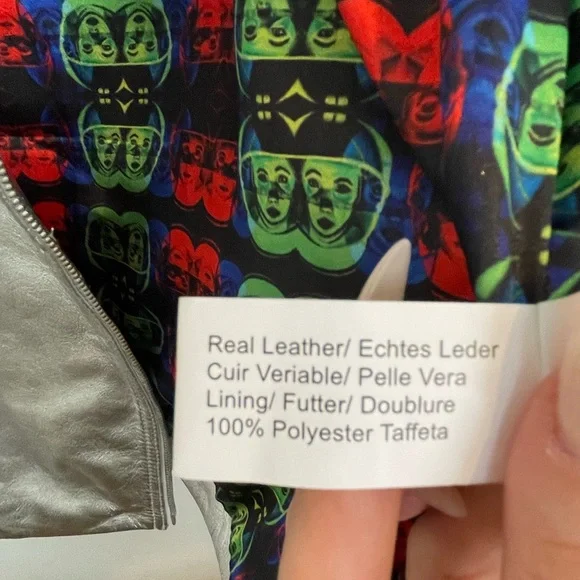 Real Leather/ Echtes Leder
Cuir Veriable/ Pelle Vera
Lining/ Futter/ Doublure
100% Polyester Taffeta